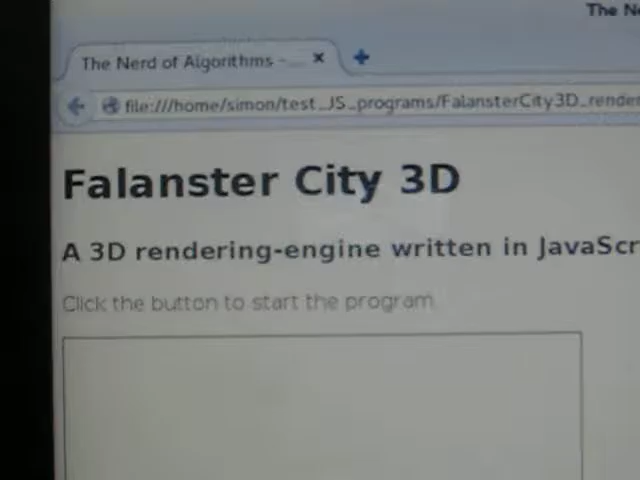 The Ne
The Nerd of Algorithms -
file:///home/simon/test_JS_programs/FalansterCity3D_render
Falanster City 3D
A 3D rendering-engine written in JavaScr
Click the button to start the program